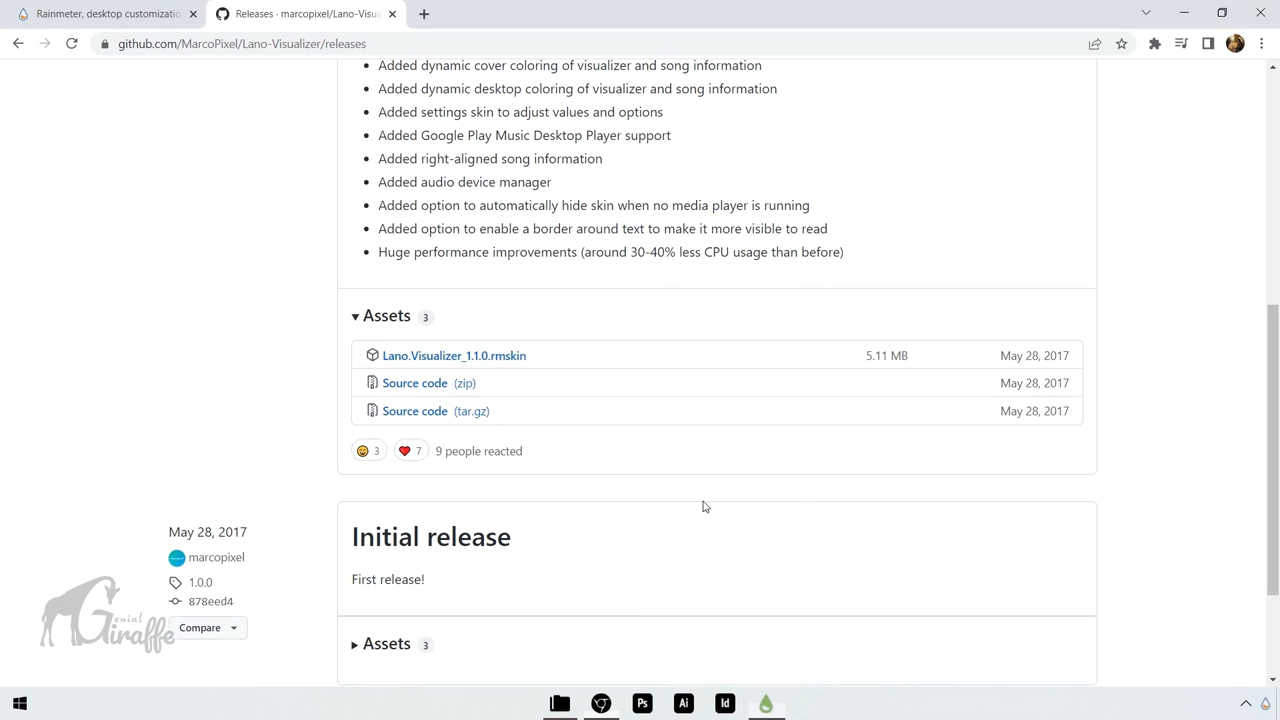 Rainmeter, desktop customizatio
Releases · marcopixel/Lano-Visua
github.com/MarcoPixel/Lano-Visualizer/releases
Added dynamic cover coloring of visualizer and song information
Added dynamic desktop coloring of visualizer and song information
Added settings skin to adjust values and options
Added Google Play Music Desktop Player support
Added right-aligned song information
Added audio device manager
Added option to automatically hide skin when no media player is running
Added option to enable a border around text to make it more visible to read
Huge performance improvements (around 30-40% less CPU usage than before)
Assets 3
Lano.Visualizer_1.1.0.rmskin 5.11 MB May 28, 2017
Source code (zip) May 28, 2017
Source code (tar.gz) May 28, 2017
3 7 9 people reacted
May 28, 2017
marcopixel
1.0.0
878eed4
Compare
Initial release
First release!
Assets 3
Genial
Giraffe
Ps Ai Id